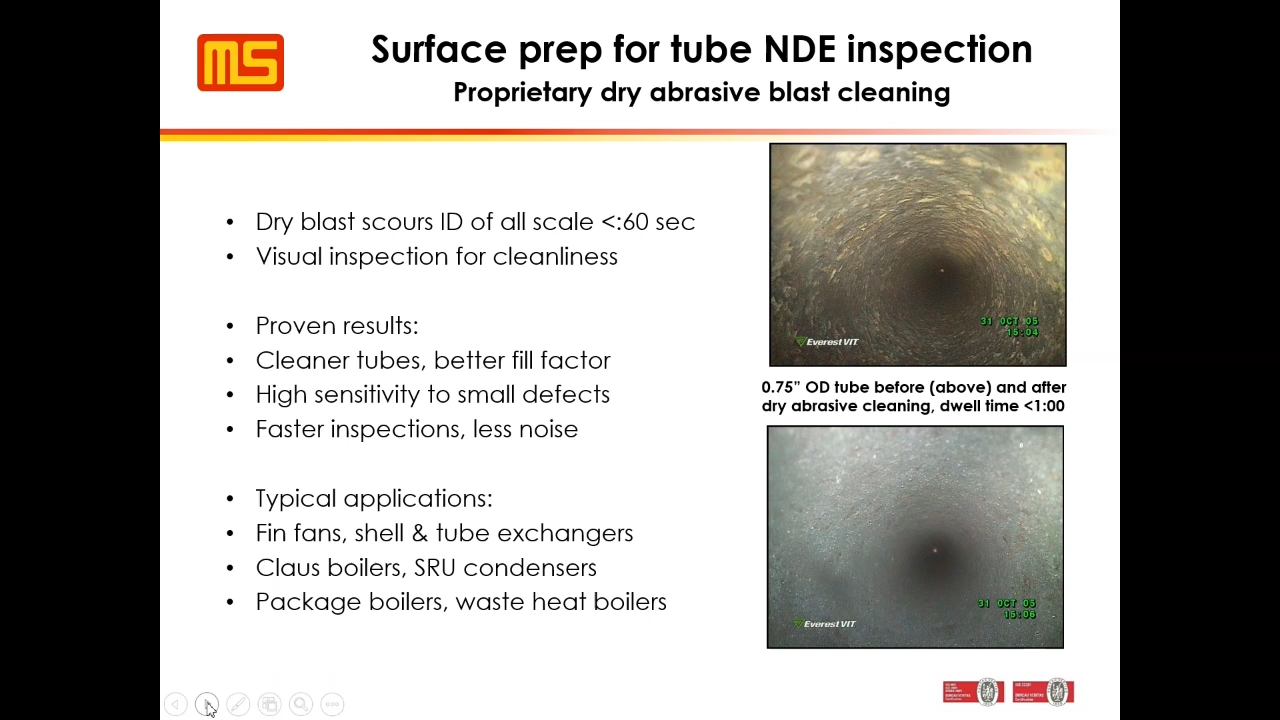 MS
Surface prep for tube NDE inspection
Proprietary dry abrasive blast cleaning
• Dry blast scours ID of all scale <:60 sec
• Visual inspection for cleanliness
• Proven results:
• Cleaner tubes, better fill factor
• High sensitivity to small defects
• Faster inspections, less noise
• Typical applications:
• Fin fans, shell & tube exchangers
• Claus boilers, SRU condensers
• Package boilers, waste heat boilers
31 OCT 05
15:04
Everest VIT
0.75" OD tube before (above) and after
dry abrasive cleaning, dwell time <1:00
31 OCT 05
15:06
Everest VIT